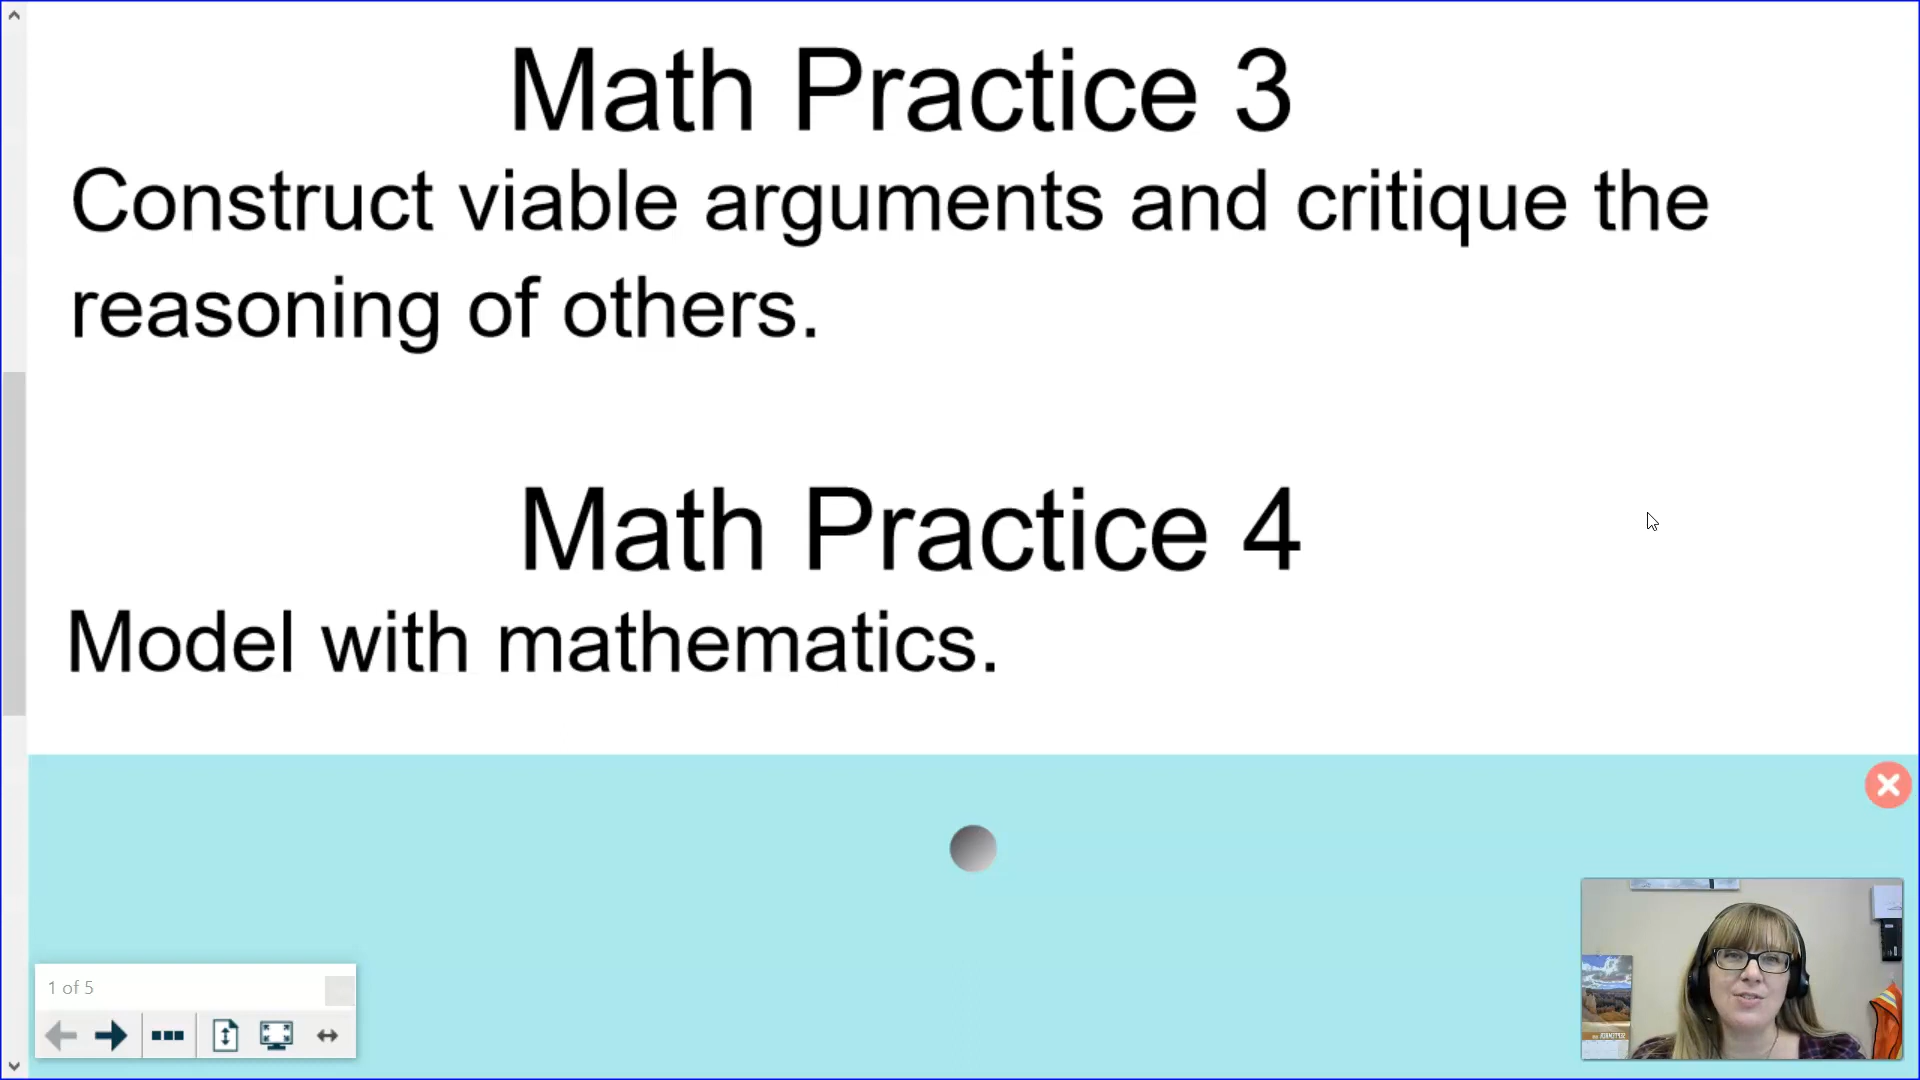 Math Practice 3
Construct viable arguments and critique the
reasoning of others.
Math Practice 4
Model with mathematics.
1 of 5